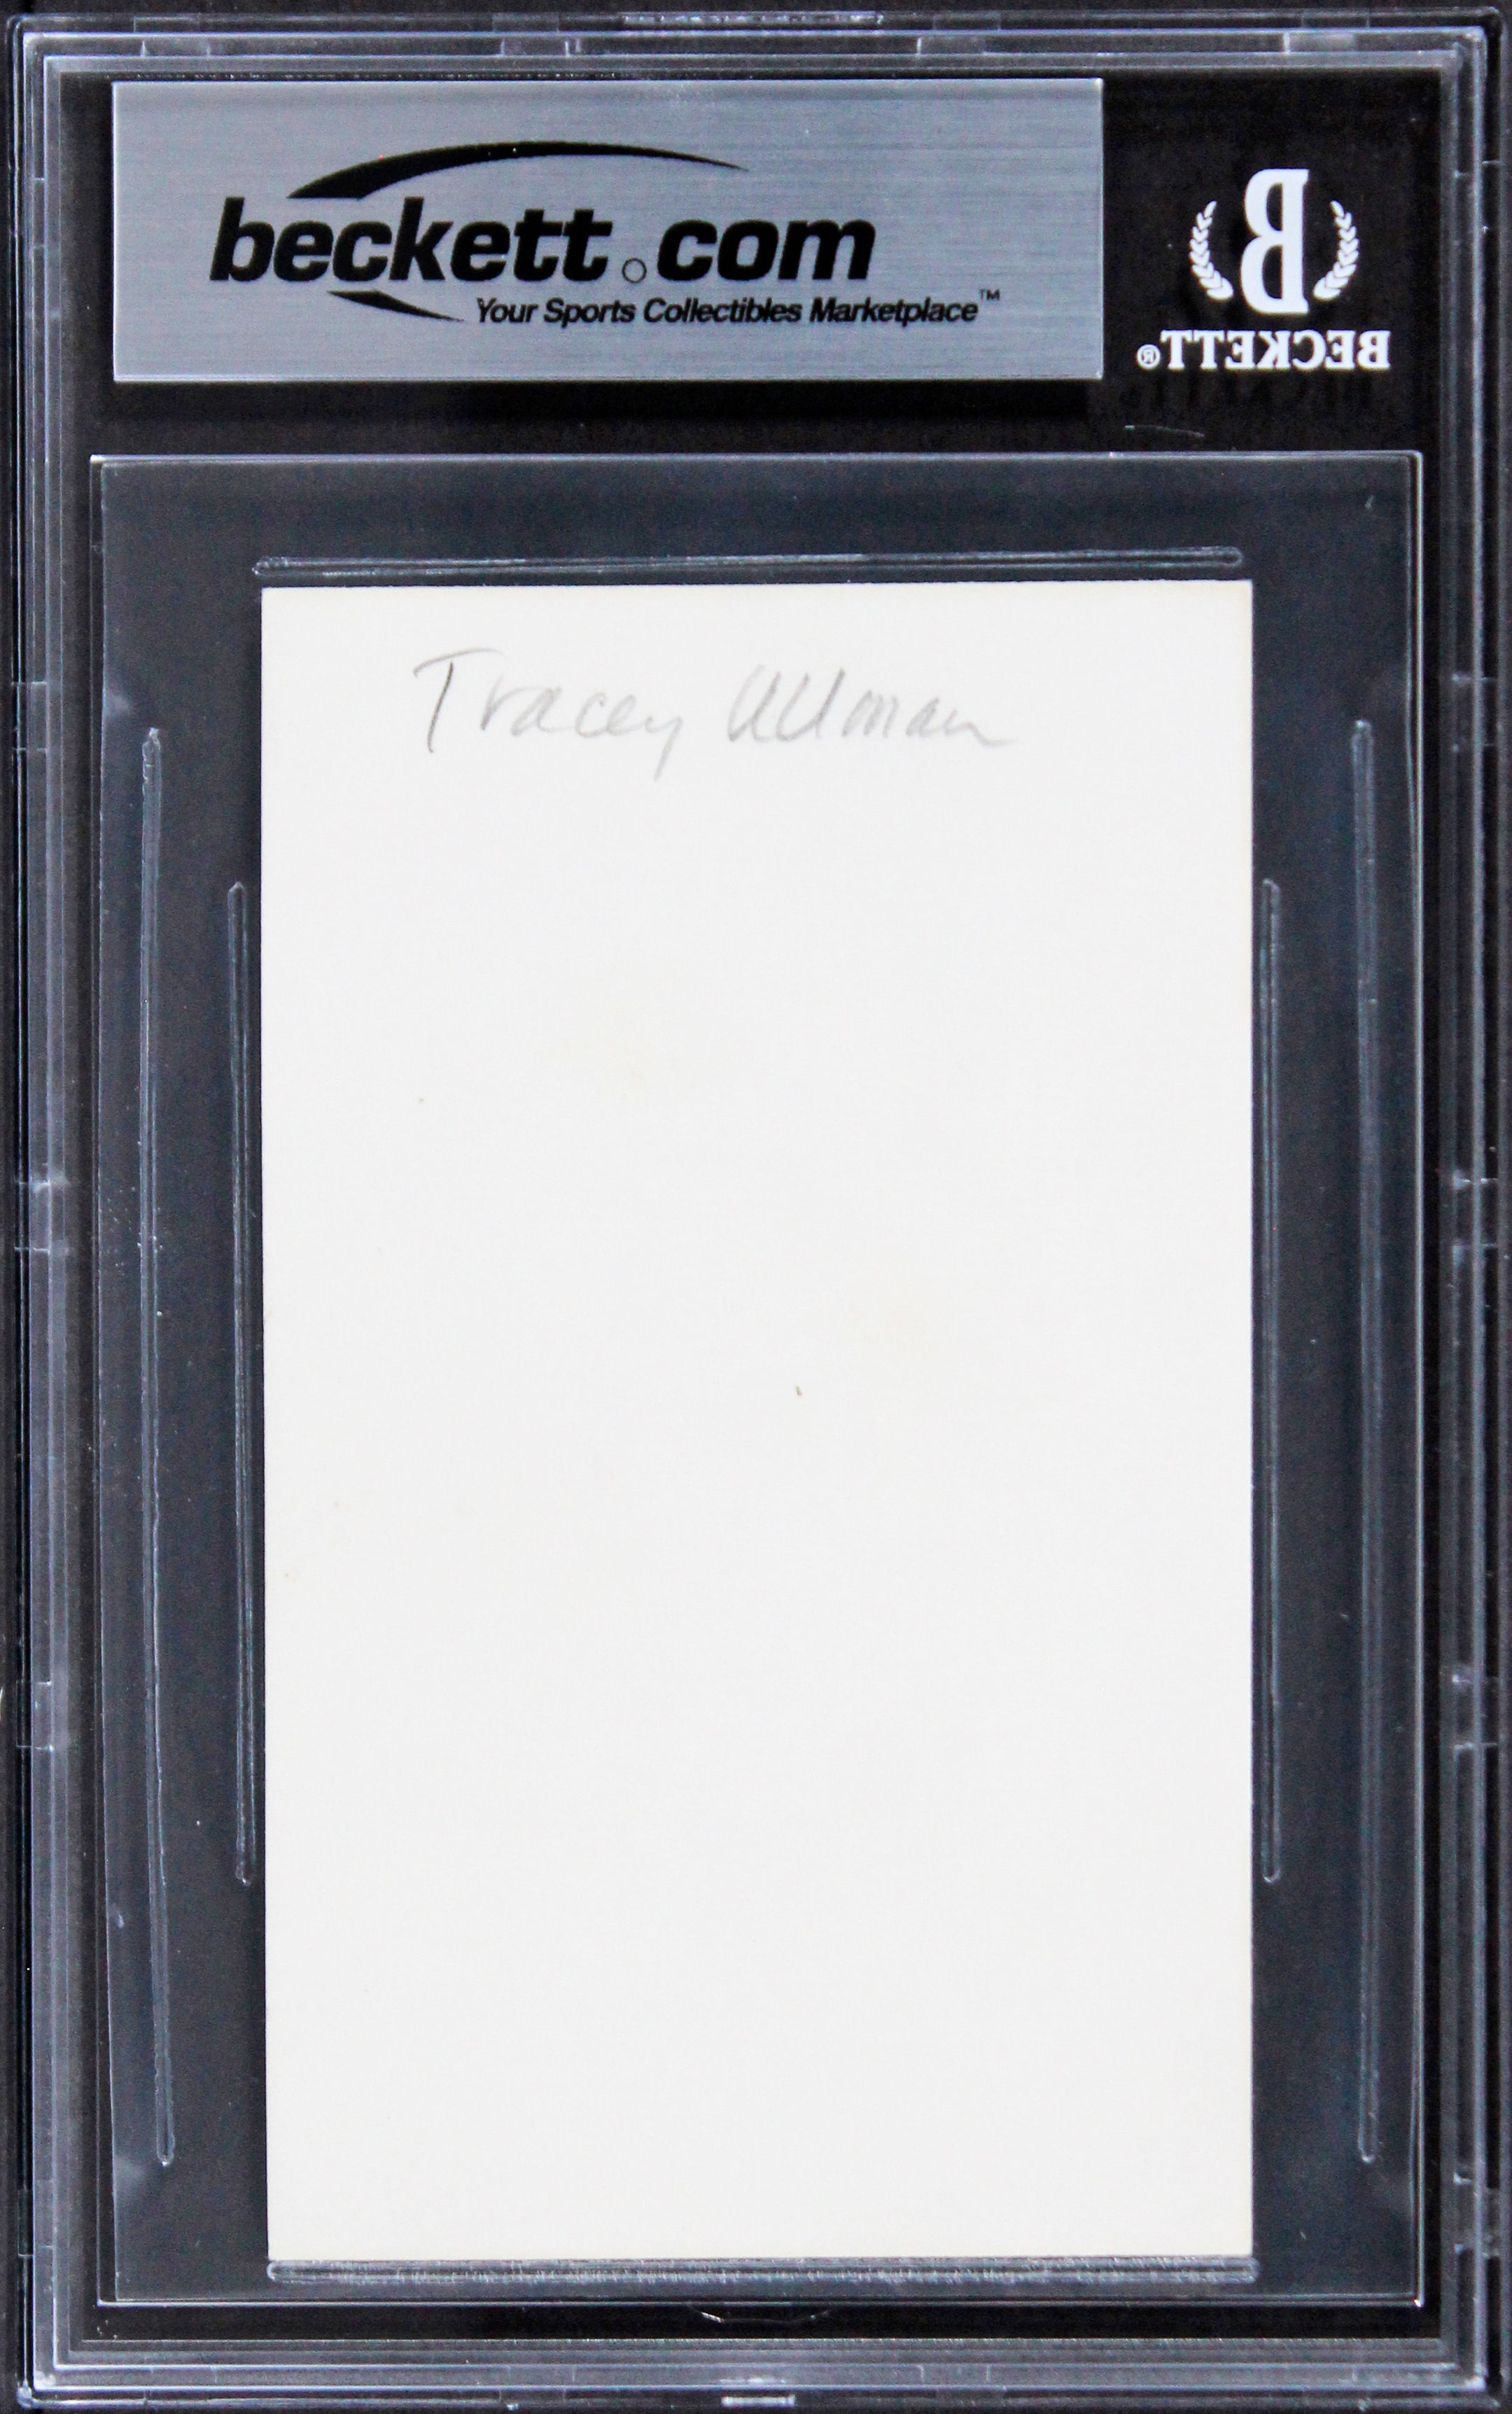 beckett.com
Your Sports Collectibles Marketplace™
B
BECKETT®
Tracey Ullman